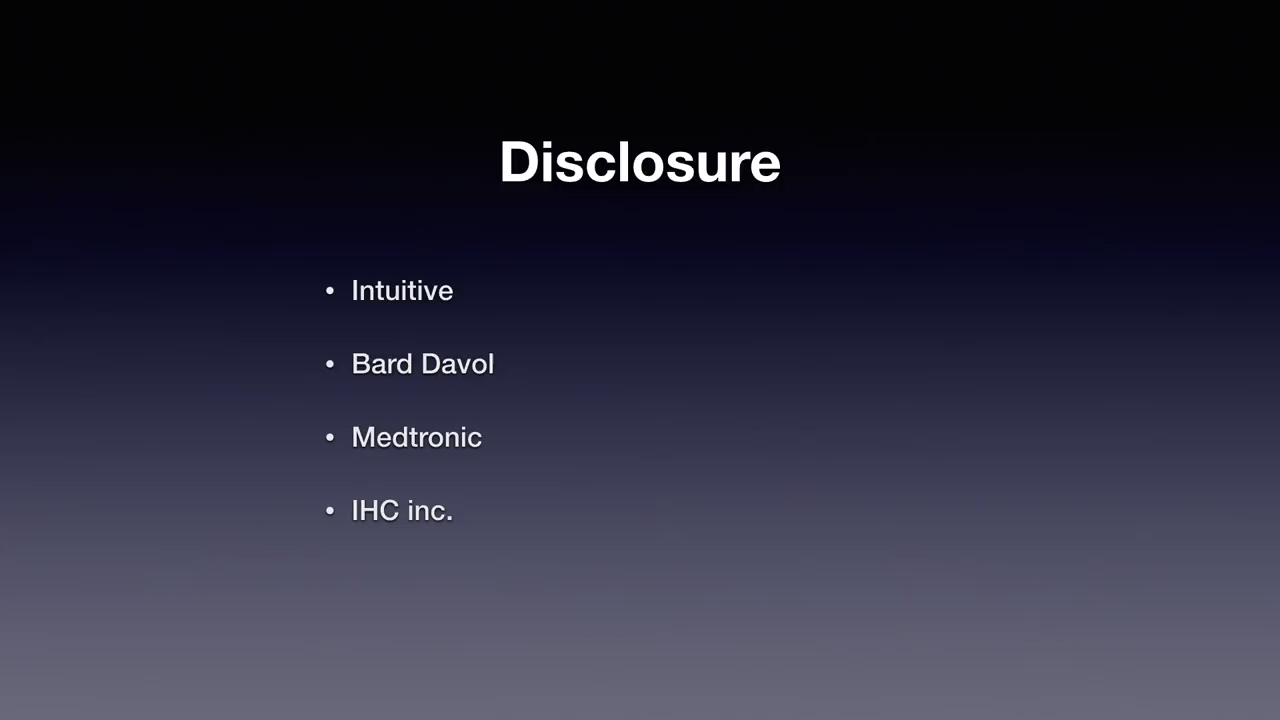 Disclosure
• Intuitive
• Bard Davol
• Medtronic
• IHC inc.